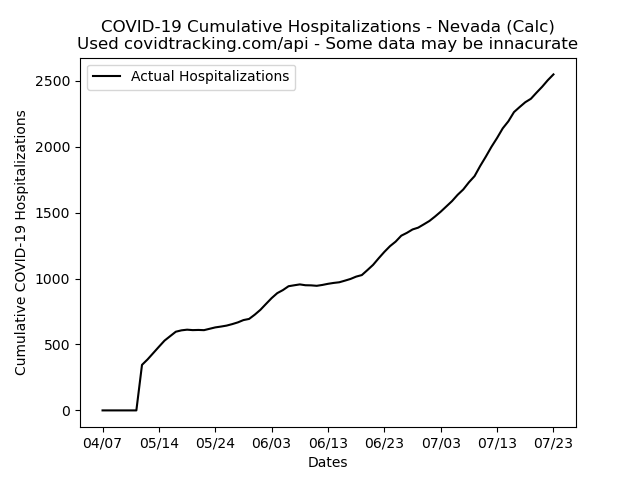 COVID-19 Cumulative Hospitalizations - Nevada (Calc)
Used covidtracking.com/api - Some data may be innacurate
Actual Hospitalizations
Cumulative COVID-19 Hospitalizations
2500
2000
1500
1000
500
0
04/07 05/14 05/24 06/03 06/13 06/23 07/03 07/13 07/23
Dates